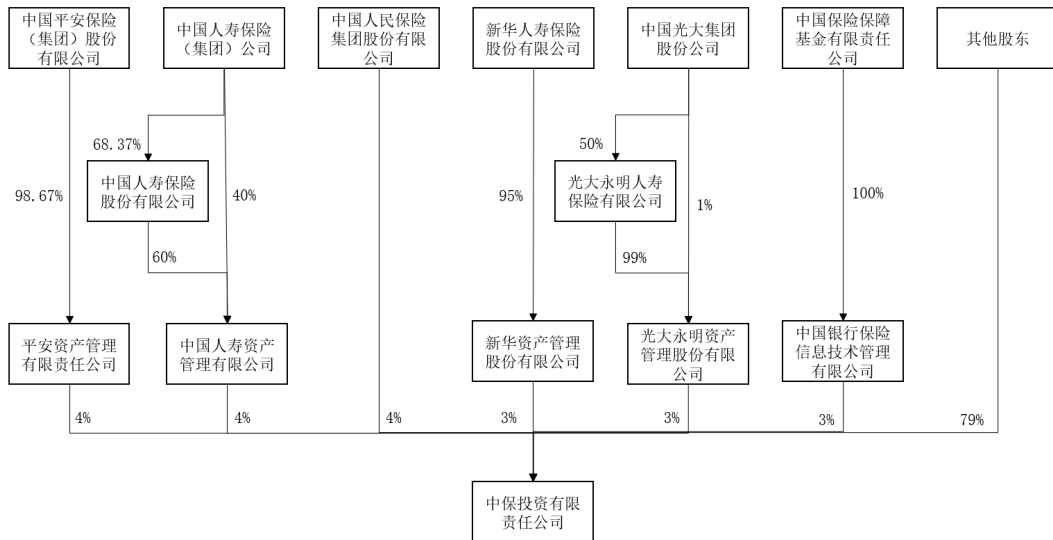 中国平安保险
（集团）股份
有限公司
中国人寿保险
（集团）公司
中国人民保险
集团股份有限
公司
新华人寿保险
股份有限公司
中国光大集团
股份公司
中国保险保障
基金有限责任
公司
其他股东
68.37%
50%
中国人寿保险
股份有限公司
光大永明人寿
保险有限公司
98.67%
40%
95%
1%
100%
60%
99%
平安资产管理
有限责任公司
中国人寿资产
管理有限公司
新华资产管理
股份有限公司
光大永明资产
管理股份有限
公司
中国银行保险
信息技术管理
有限公司
4%
4%
4%
3%
3%
3%
79%
中保投资有限
责任公司